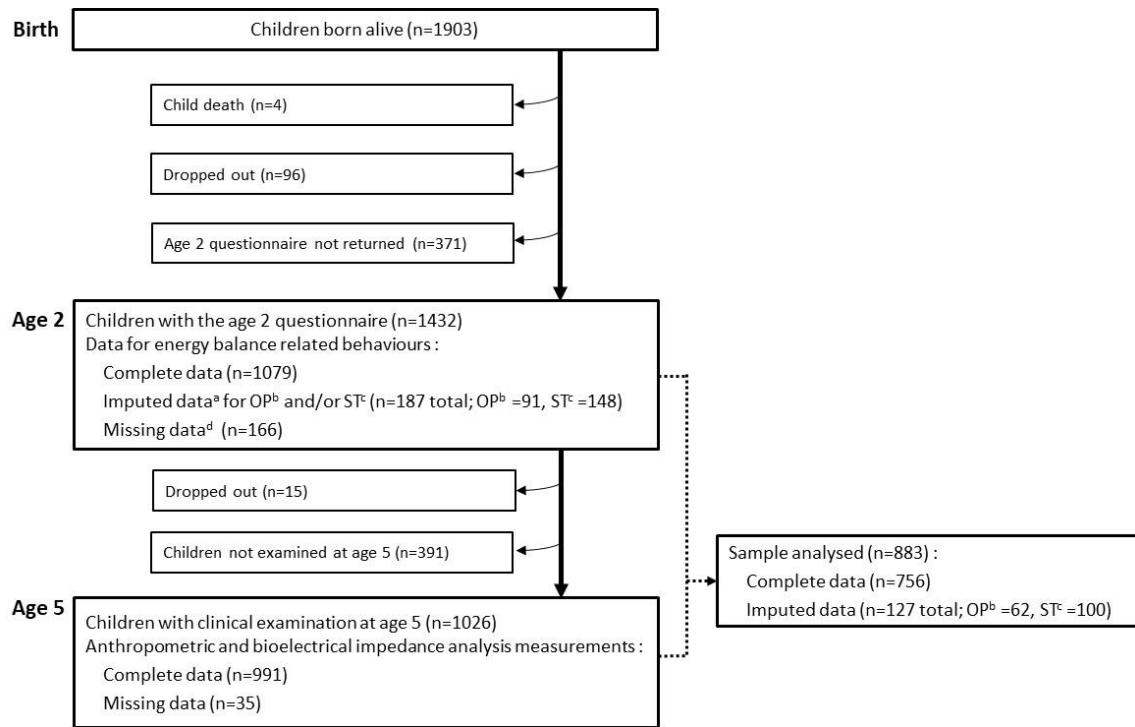 Birth
Children born alive (n=1903)
Child death (n=4)
Dropped out (n=96)
Age 2 questionnaire not returned (n=371)
Age 2
Children with the age 2 questionnaire (n=1432)
Data for energy balance related behaviours :
Complete data (n=1079)
Imputed dataᵃ for OPᵇ and/or STᶜ (n=187 total; OPᵇ =91, STᶜ =148)
Missing dataᵈ (n=166)
Dropped out (n=15)
Children not examined at age 5 (n=391)
Sample analysed (n=883) :
Complete data (n=756)
Imputed data (n=127 total; OPᵇ =62, STᶜ =100)
Age 5
Children with clinical examination at age 5 (n=1026)
Anthropometric and bioelectrical impedance analysis measurements :
Complete data (n=991)
Missing data (n=35)